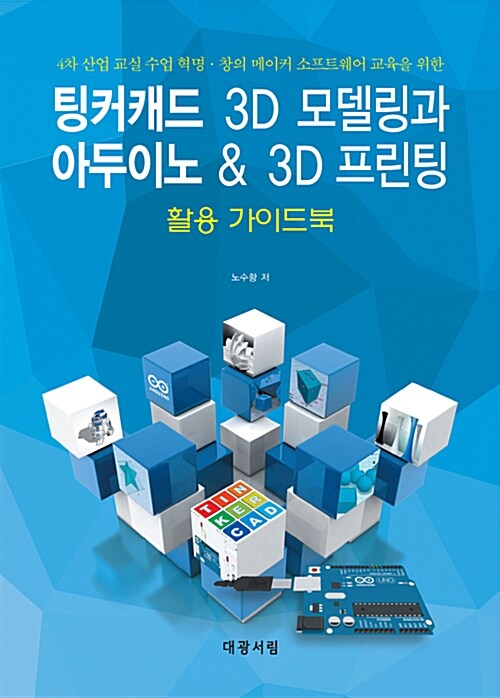 4차 산업 교실 수업 혁명 · 창의 메이커 소프트웨어 교육을 위한
팅커캐드 3D 모델링과
아두이노 & 3D 프린팅
활용 가이드북
노수황 저
TIN
KER
CAD
UNO
대광서림